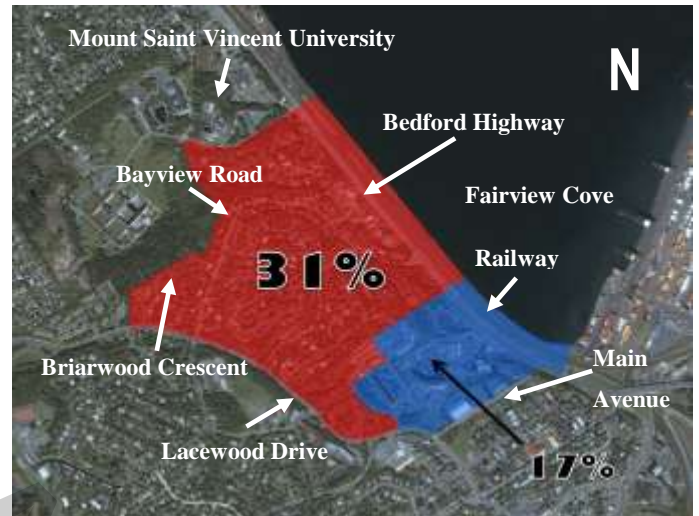 Mount Saint Vincent University
N
Bedford Highway
Bayview Road
Fairview Cove
31%
Railway
Briarwood Crescent
Main
Avenue
Lacewood Drive
17%